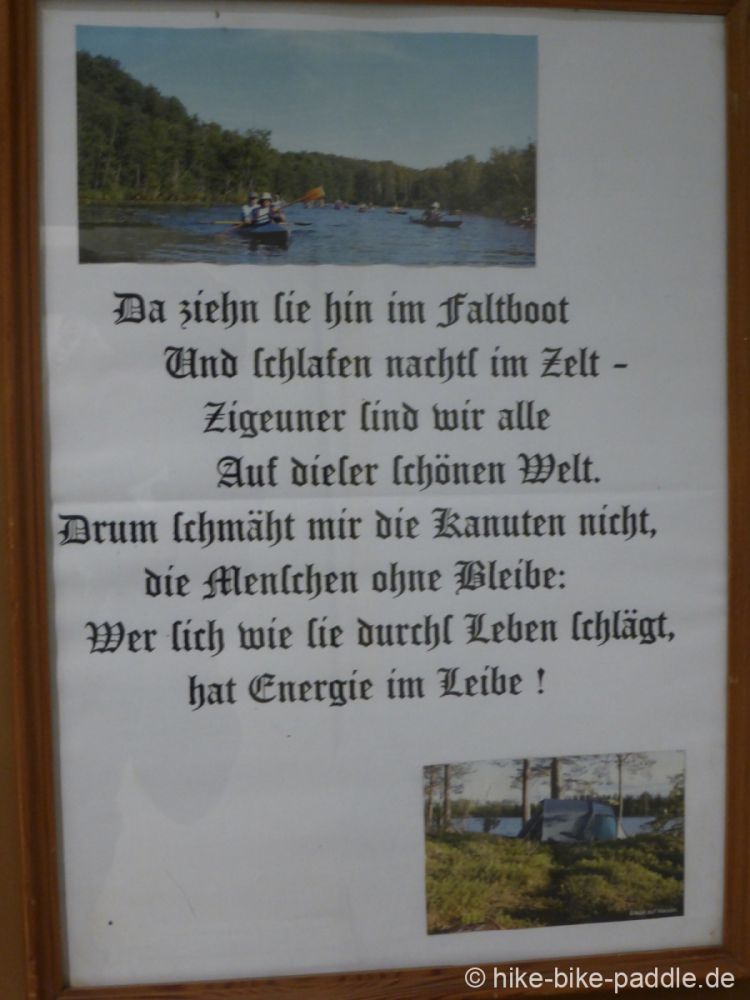 Da ziehn ſie hin im Faltboot
Und ſchlafen nachtſ im Zelt -
Zigeuner ſind wir alle
Auf dieſer ſchönen Welt.
Drum ſchmäht mir die Kanuten nicht,
die Menſchen ohne Bleibe:
Wer ſich wie ſie durchſ Leben ſchlägt,
hat Energie im Leibe !
© hike-bike-paddle.de